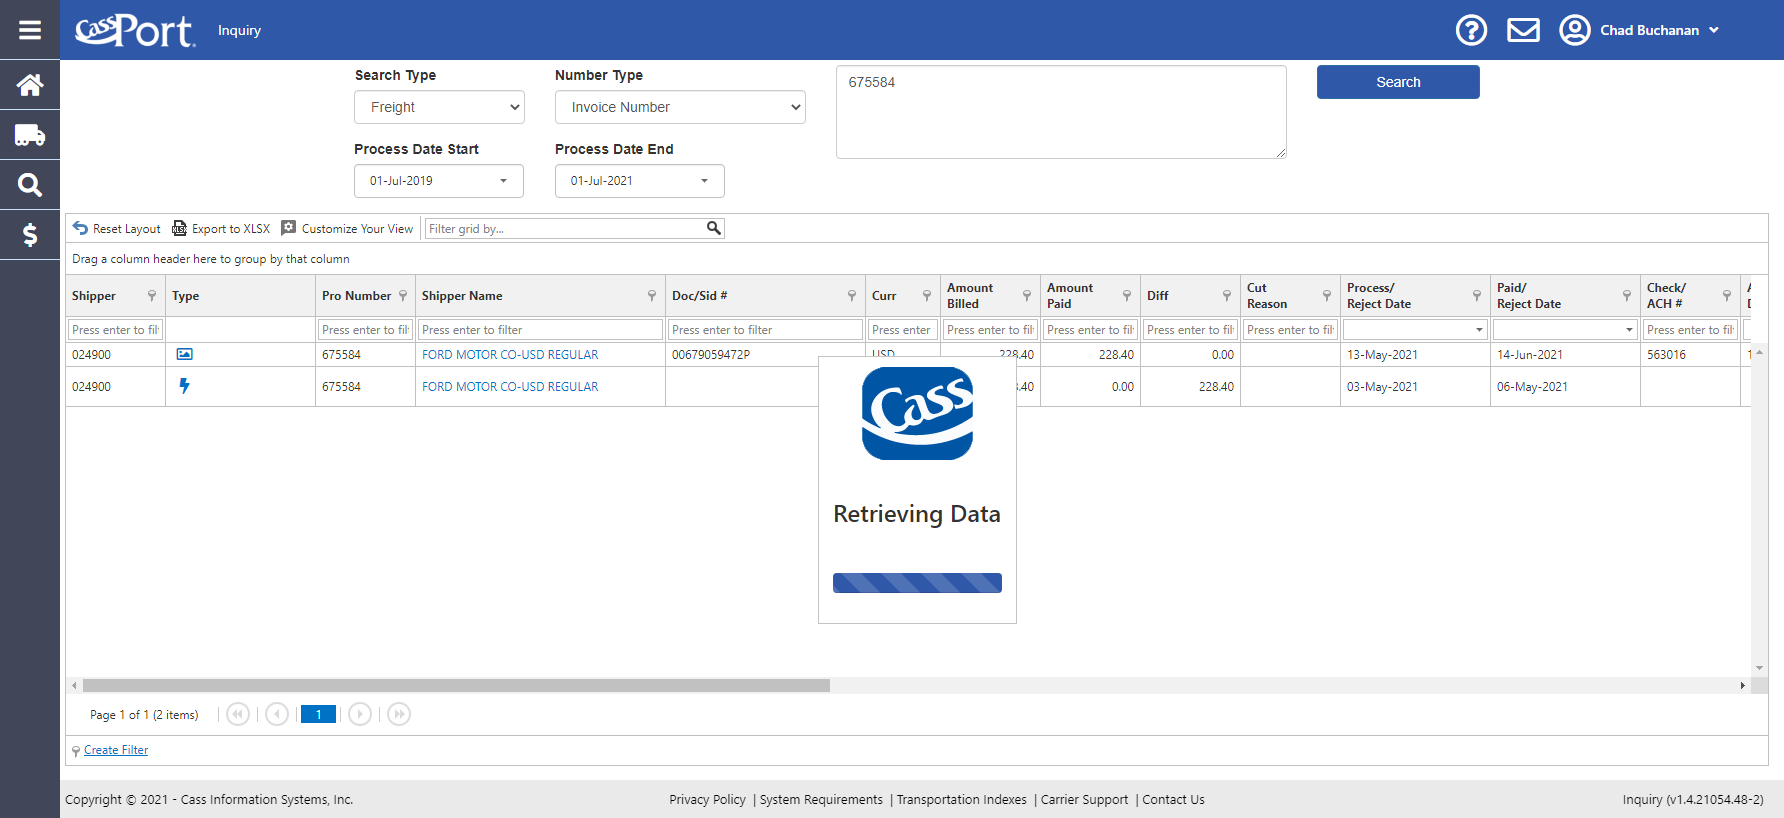 CassPort
Inquiry
Chad Buchanan
Search Type
Number Type
Freight
Invoice Number
675584
Search
Process Date Start
Process Date End
01-Jul-2019
01-Jul-2021
Reset Layout
XLSX
Export to XLSX
Customize Your View
Filter grid by...
Drag a column header here to group by that column
Shipper
Type
Pro Number
Shipper Name
Doc/Sid #
Curr
Amount
Billed
Amount
Paid
Diff
Cut
Reason
Process/
Reject Date
Paid/
Reject Date
Check/
ACH #
Press enter to fil
Press enter to fil
Press enter to filter
Press enter to filter
Press enter
Press enter to fil
Press enter to fil
Press enter to fil
Press enter to fil
Press enter to fil
024900 675584 FORD MOTOR CO-USD REGULAR 00679059472P USD 228.40 228.40 0.00 13-May-2021 14-Jun-2021 563016
024900 675584 FORD MOTOR CO-USD REGULAR 0.00 228.40 03-May-2021 06-May-2021
Cass
Retrieving Data
Page 1 of 1 (2 items)
1
Create Filter
Copyright © 2021 - Cass Information Systems, Inc.
Privacy Policy | System Requirements | Transportation Indexes | Carrier Support | Contact Us
Inquiry (v1.4.21054.48-2)